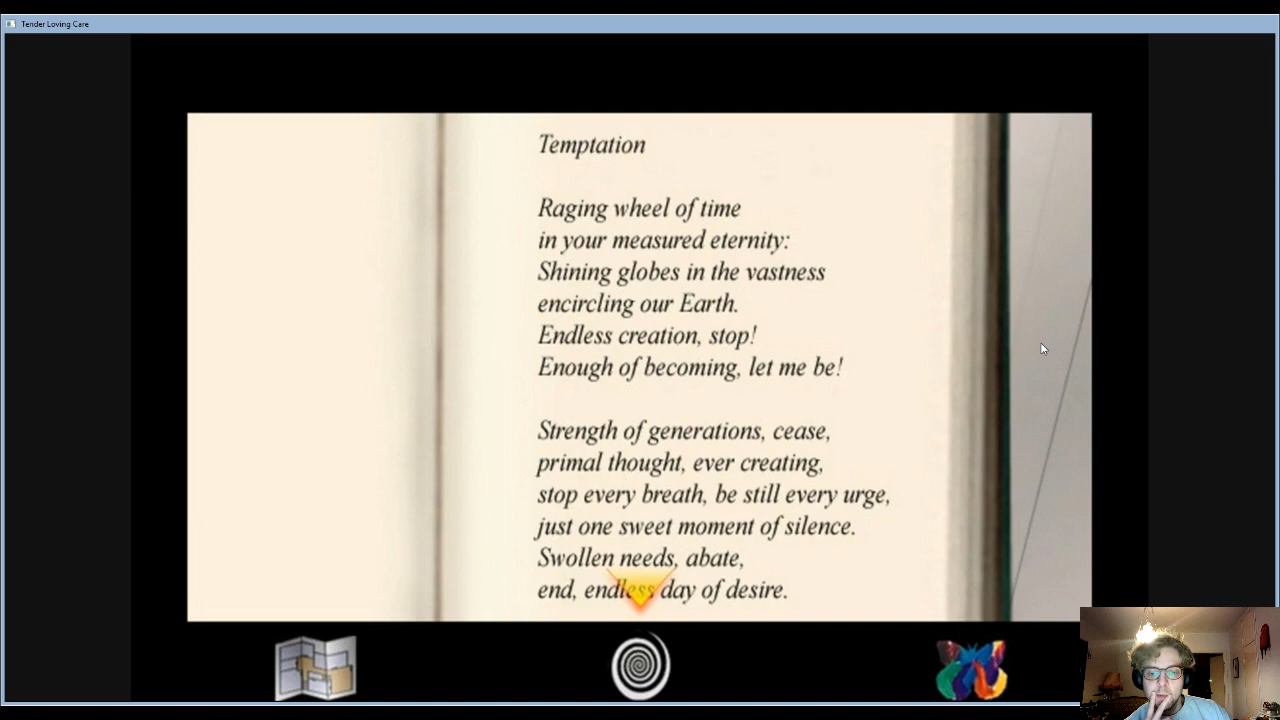 Tender Loving Care
Temptation
Raging wheel of time
in your measured eternity:
Shining globes in the vastness
encircling our Earth.
Endless creation, stop!
Enough of becoming, let me be!
Strength of generations, cease,
primal thought, ever creating,
stop every breath, be still every urge,
just one sweet moment of silence.
Swollen needs, abate,
end, endless day of desire.